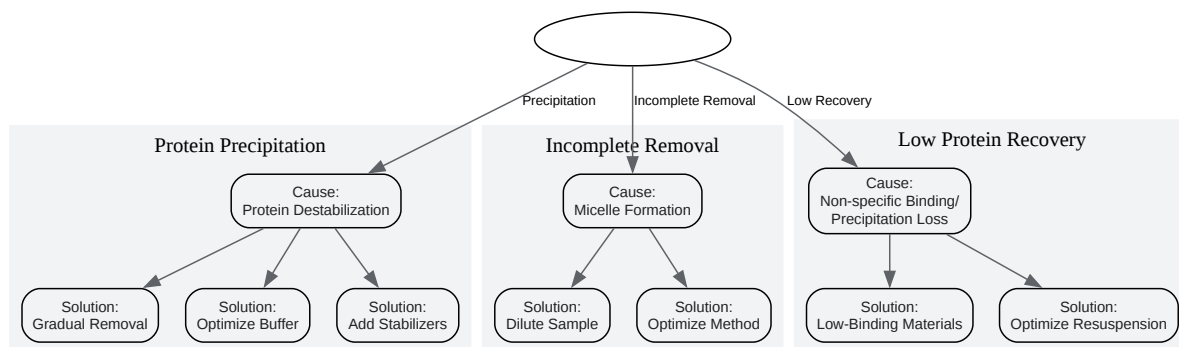 Precipitation
Incomplete Removal
Low Recovery
Protein Precipitation
Cause:
Protein Destabilization
Solution:
Gradual Removal
Solution:
Optimize Buffer
Solution:
Add Stabilizers
Incomplete Removal
Cause:
Micelle Formation
Solution:
Dilute Sample
Solution:
Optimize Method
Low Protein Recovery
Cause:
Non-specific Binding/
Precipitation Loss
Solution:
Low-Binding Materials
Solution:
Optimize Resuspension